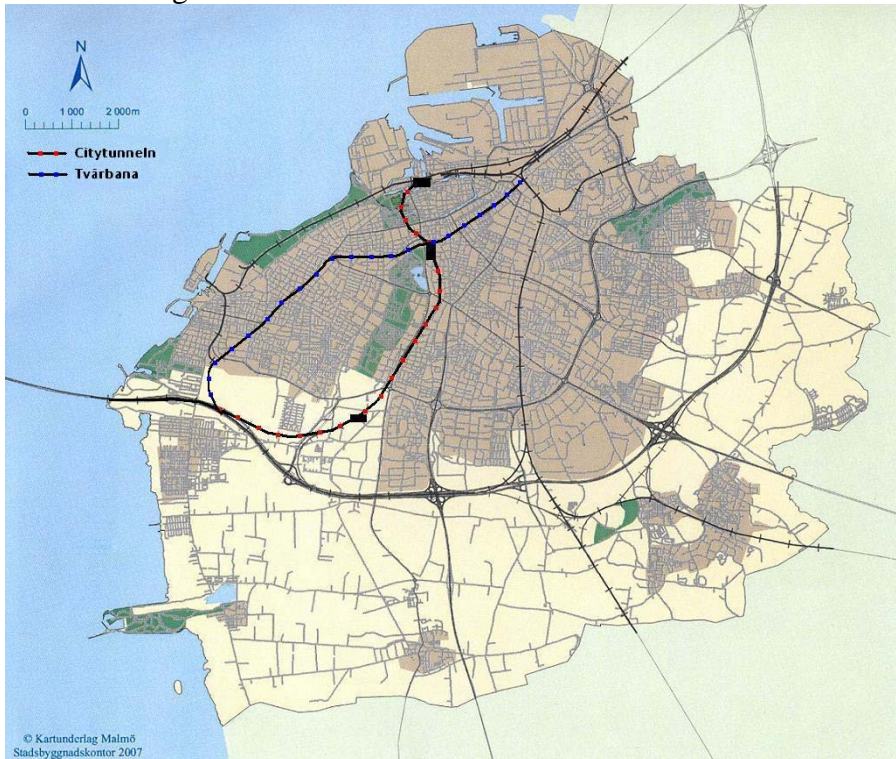 N
0 1 000 2 000m
Citytunneln
Tvärbana
© Kartunderlag Malmö
Stadsbyggnadskontor 2007